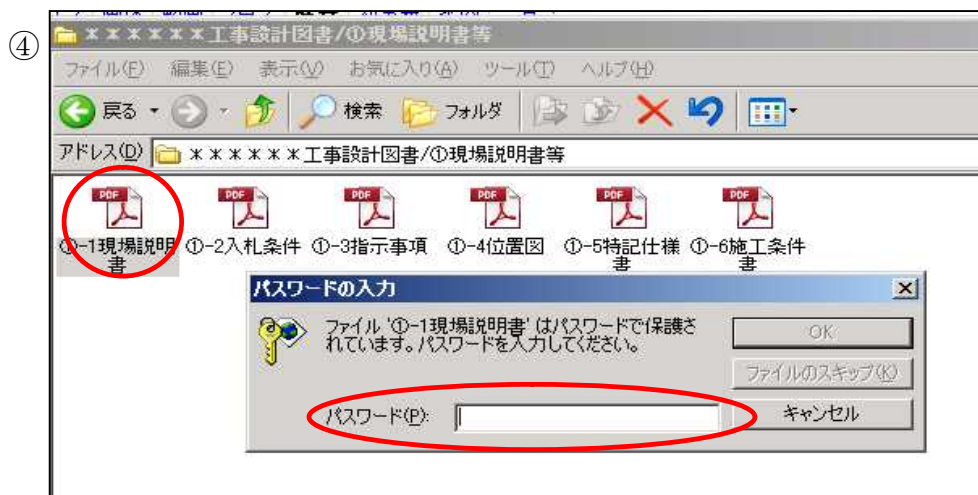 ④
＊＊＊＊＊＊工事設計図書/①現場説明書等
ファイル(F) 編集(E) 表示(V) お気に入り(A) ツール(T) ヘルプ(H)
戻る 検索 フォルダ
アドレス(D) ＊＊＊＊＊＊工事設計図書/①現場説明書等
PDF PDF PDF PDF PDF PDF
①-1現場説明書 ①-2入札条件 ①-3指示事項 ①-4位置図 ①-5特記仕様書 ①-6施工条件書
パスワードの入力
ファイル '①-1現場説明書' はパスワードで保護さ
れています。パスワードを入力してください。
OK
ファイルのスキップ(K)
パスワード(P):
キャンセル